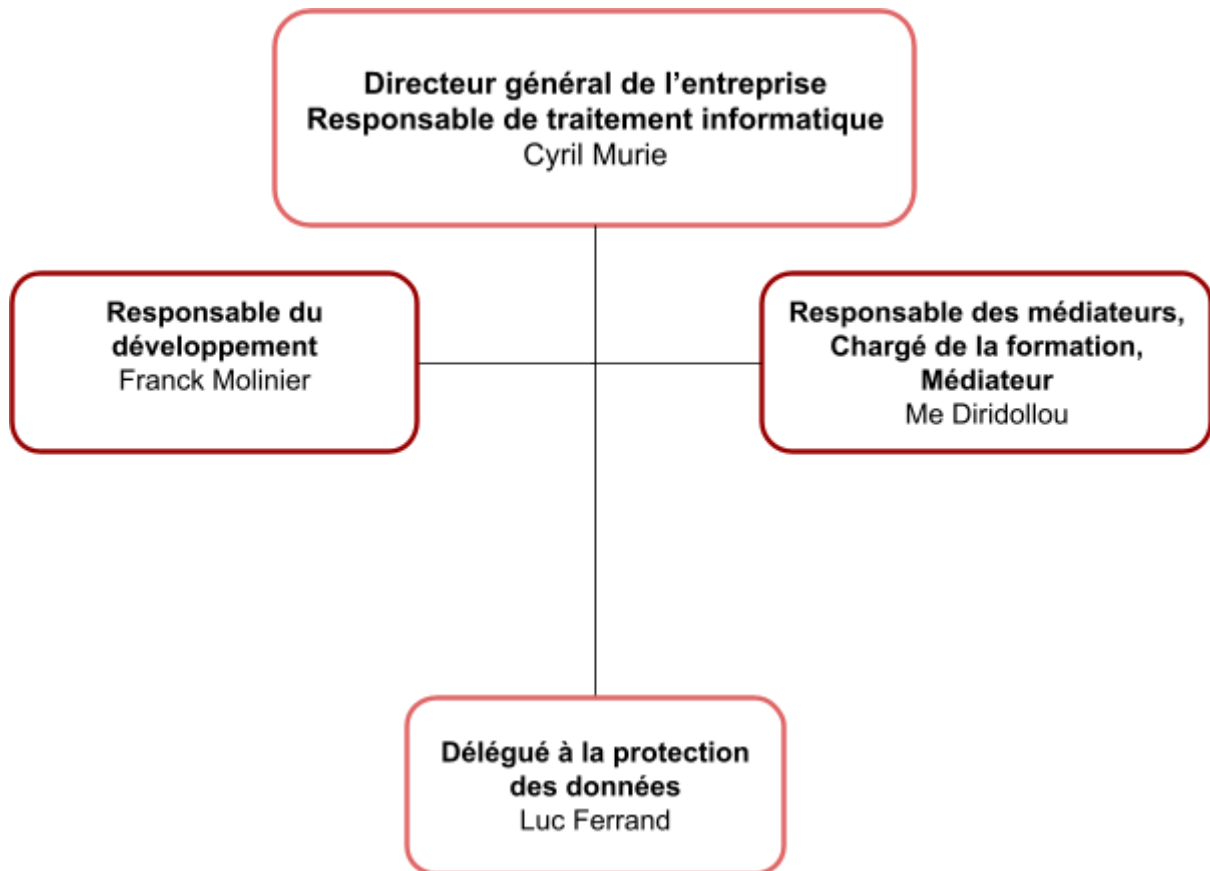 Directeur général de l’entreprise
Responsable de traitement informatique
Cyril Murie
Responsable du
développement
Franck Molinier
Responsable des médiateurs,
Chargé de la formation,
Médiateur
Me Diridollou
Délégué à la protection
des données
Luc Ferrand